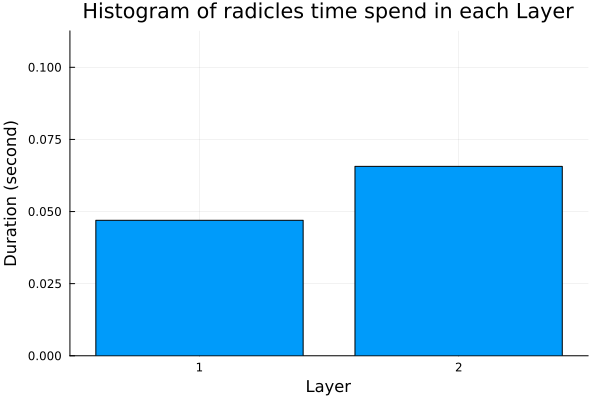 Histogram of radicles time spend in each Layer
0.100
0.075
0.050
0.025
0.000
Duration (second)
1 2
Layer